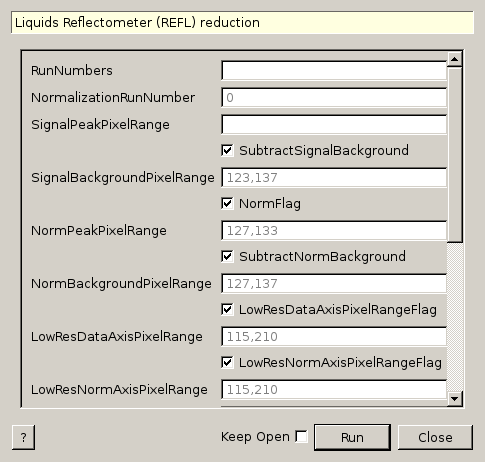 Liquids Reflectometer (REFL) reduction
RunNumbers
NormalizationRunNumber 0
SignalPeakPixelRange
SubtractSignalBackground
SignalBackgroundPixelRange 123,137
NormFlag
NormPeakPixelRange 127,133
SubtractNormBackground
NormBackgroundPixelRange 127,137
LowResDataAxisPixelRangeFlag
LowResDataAxisPixelRange 115,210
LowResNormAxisPixelRangeFlag
LowResNormAxisPixelRange 115,210
? Keep Open Run Close